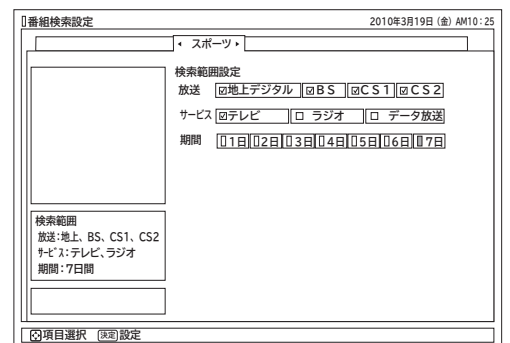 番組検索設定 2010年3月19日(金) AM10:25
スポーツ
検索範囲設定
放送 ☑地上デジタル ☑BS ☑CS1 ☑CS2
サービス ☑テレビ □ ラジオ □ データ放送
期間 1日 2日 3日 4日 5日 6日 7日
検索範囲
放送:地上、BS、CS1、CS2
サービス:テレビ、ラジオ
期間:7日間
項目選択 決定 設定